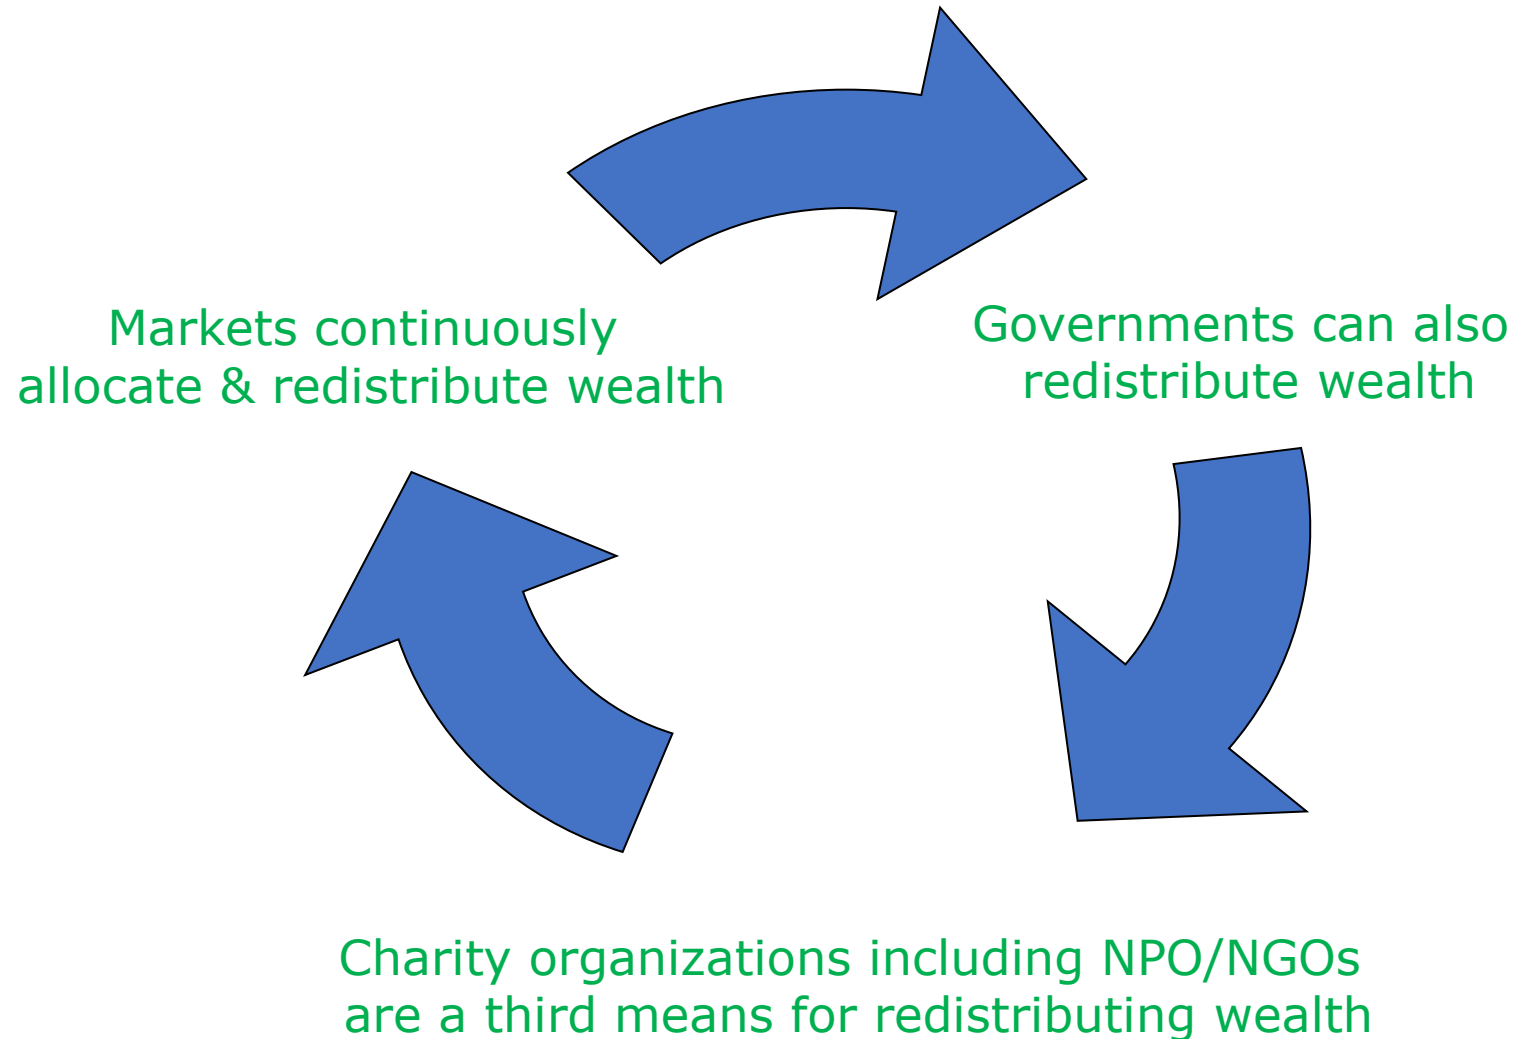 Markets continuously
allocate & redistribute wealth
Governments can also
redistribute wealth
Charity organizations including NPO/NGOs
are a third means for redistributing wealth